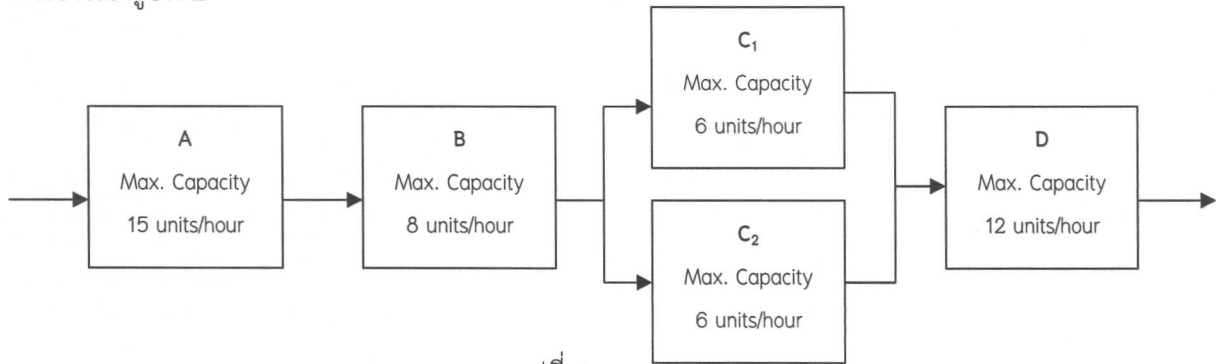 A
Max. Capacity
15 units/hour
B
Max. Capacity
8 units/hour
C₁
Max. Capacity
6 units/hour
C₂
Max. Capacity
6 units/hour
D
Max. Capacity
12 units/hour